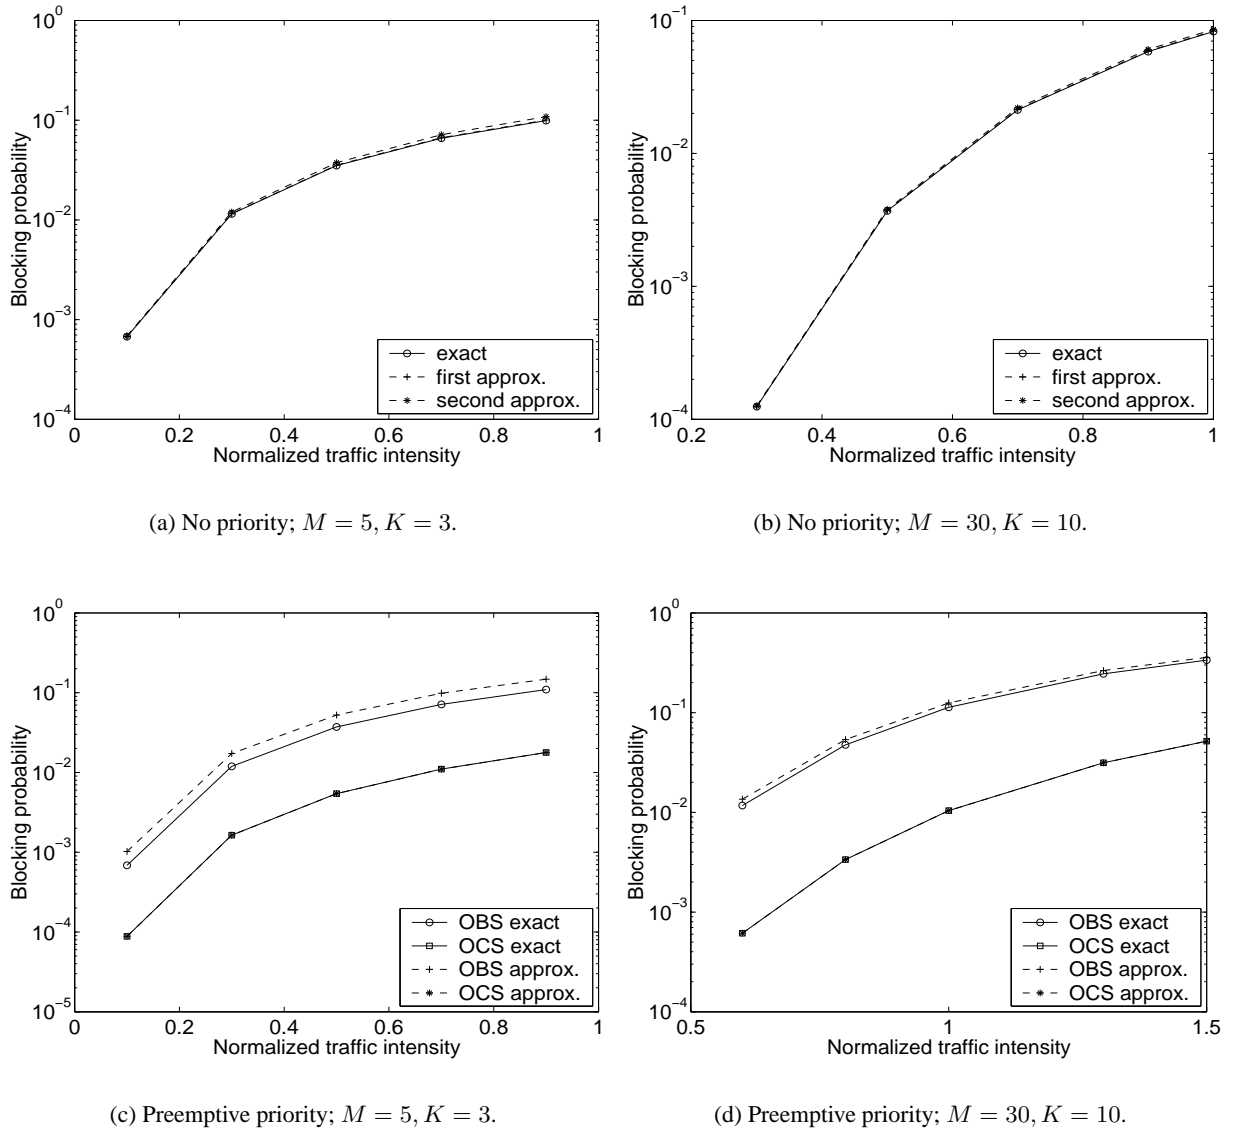 10^0
10^-1
10^-2
10^-3
10^-4
Blocking probability
0 0.2 0.4 0.6 0.8 1
Normalized traffic intensity
exact
first approx.
second approx.
(a) No priority; M = 5, K = 3.
10^-1
10^-2
10^-3
10^-4
Blocking probability
0.2 0.4 0.6 0.8 1
Normalized traffic intensity
exact
first approx.
second approx.
(b) No priority; M = 30, K = 10.
10^0
10^-1
10^-2
10^-3
10^-4
10^-5
Blocking probability
0 0.2 0.4 0.6 0.8 1
Normalized traffic intensity
OBS exact
OCS exact
OBS approx.
OCS approx.
(c) Preemptive priority; M = 5, K = 3.
10^0
10^-1
10^-2
10^-3
10^-4
Blocking probability
0.5 1 1.5
Normalized traffic intensity
OBS exact
OCS exact
OBS approx.
OCS approx.
(d) Preemptive priority; M = 30, K = 10.